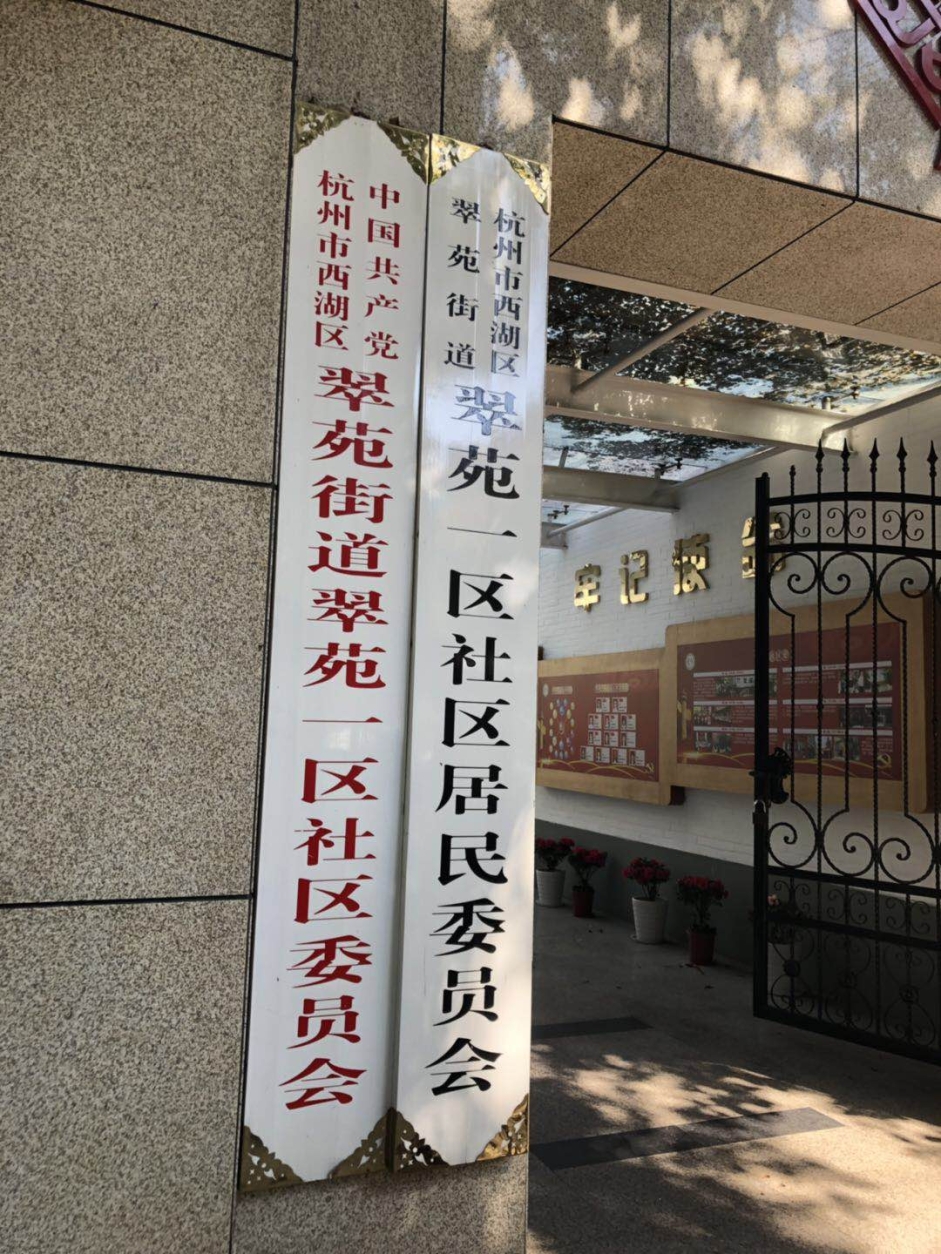 中国共产党
杭州市西湖区
翠苑街道翠苑一区社区委员会
杭州市西湖区
翠苑街道
翠苑一区社区居民委员会
牢记嘱